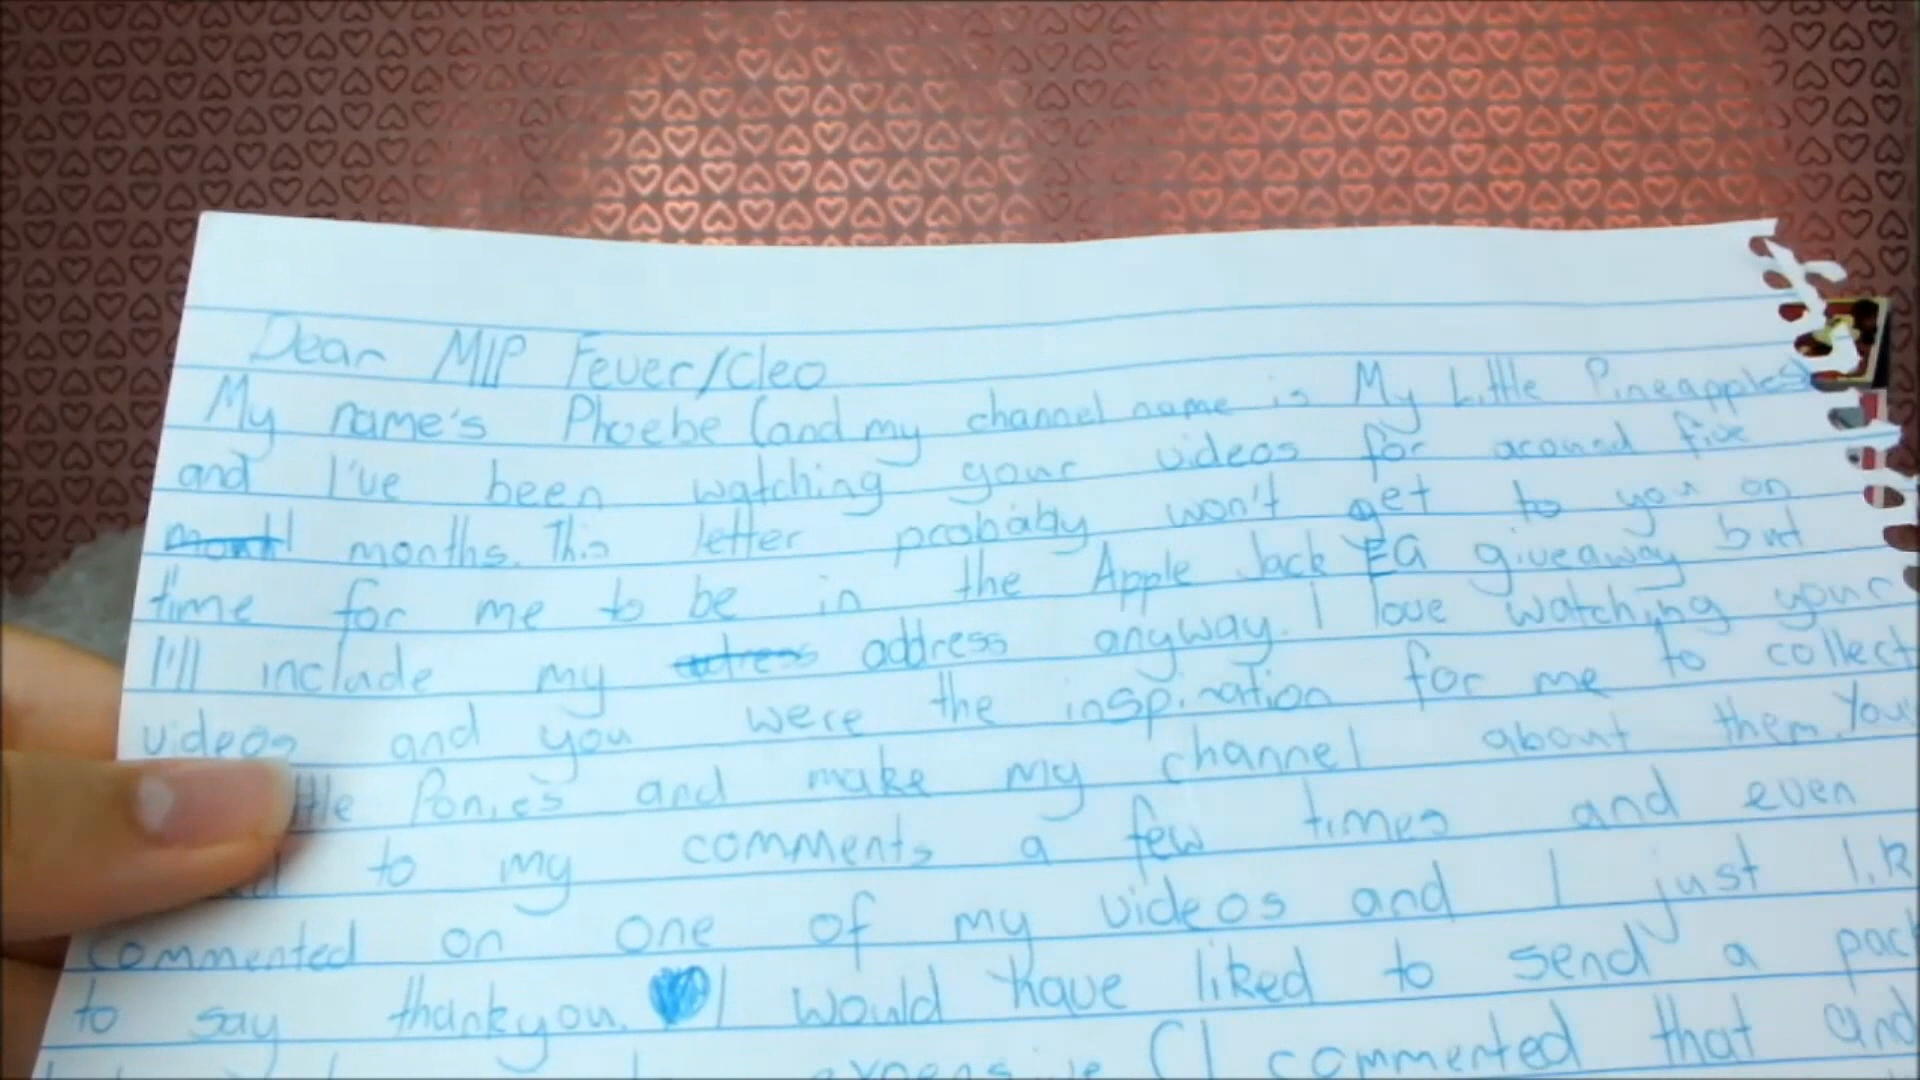 Dear MlP Fever/Cleo
My name's Phoebe (and my channel name is My Little Pineapples)
and I've been watching your videos for around five
months. This letter probably won't get to you on
time for me to be in the Apple Jack EG giveaway but
I'll include my adress address anyway. I love watching your
videos and you were the inspiration for me to collect
Ponies and make my channel about them. You
to my comments a few times and even
commented on one of my videos and I just
to say thankyou. I would have liked to send a
expensive (I commented that and